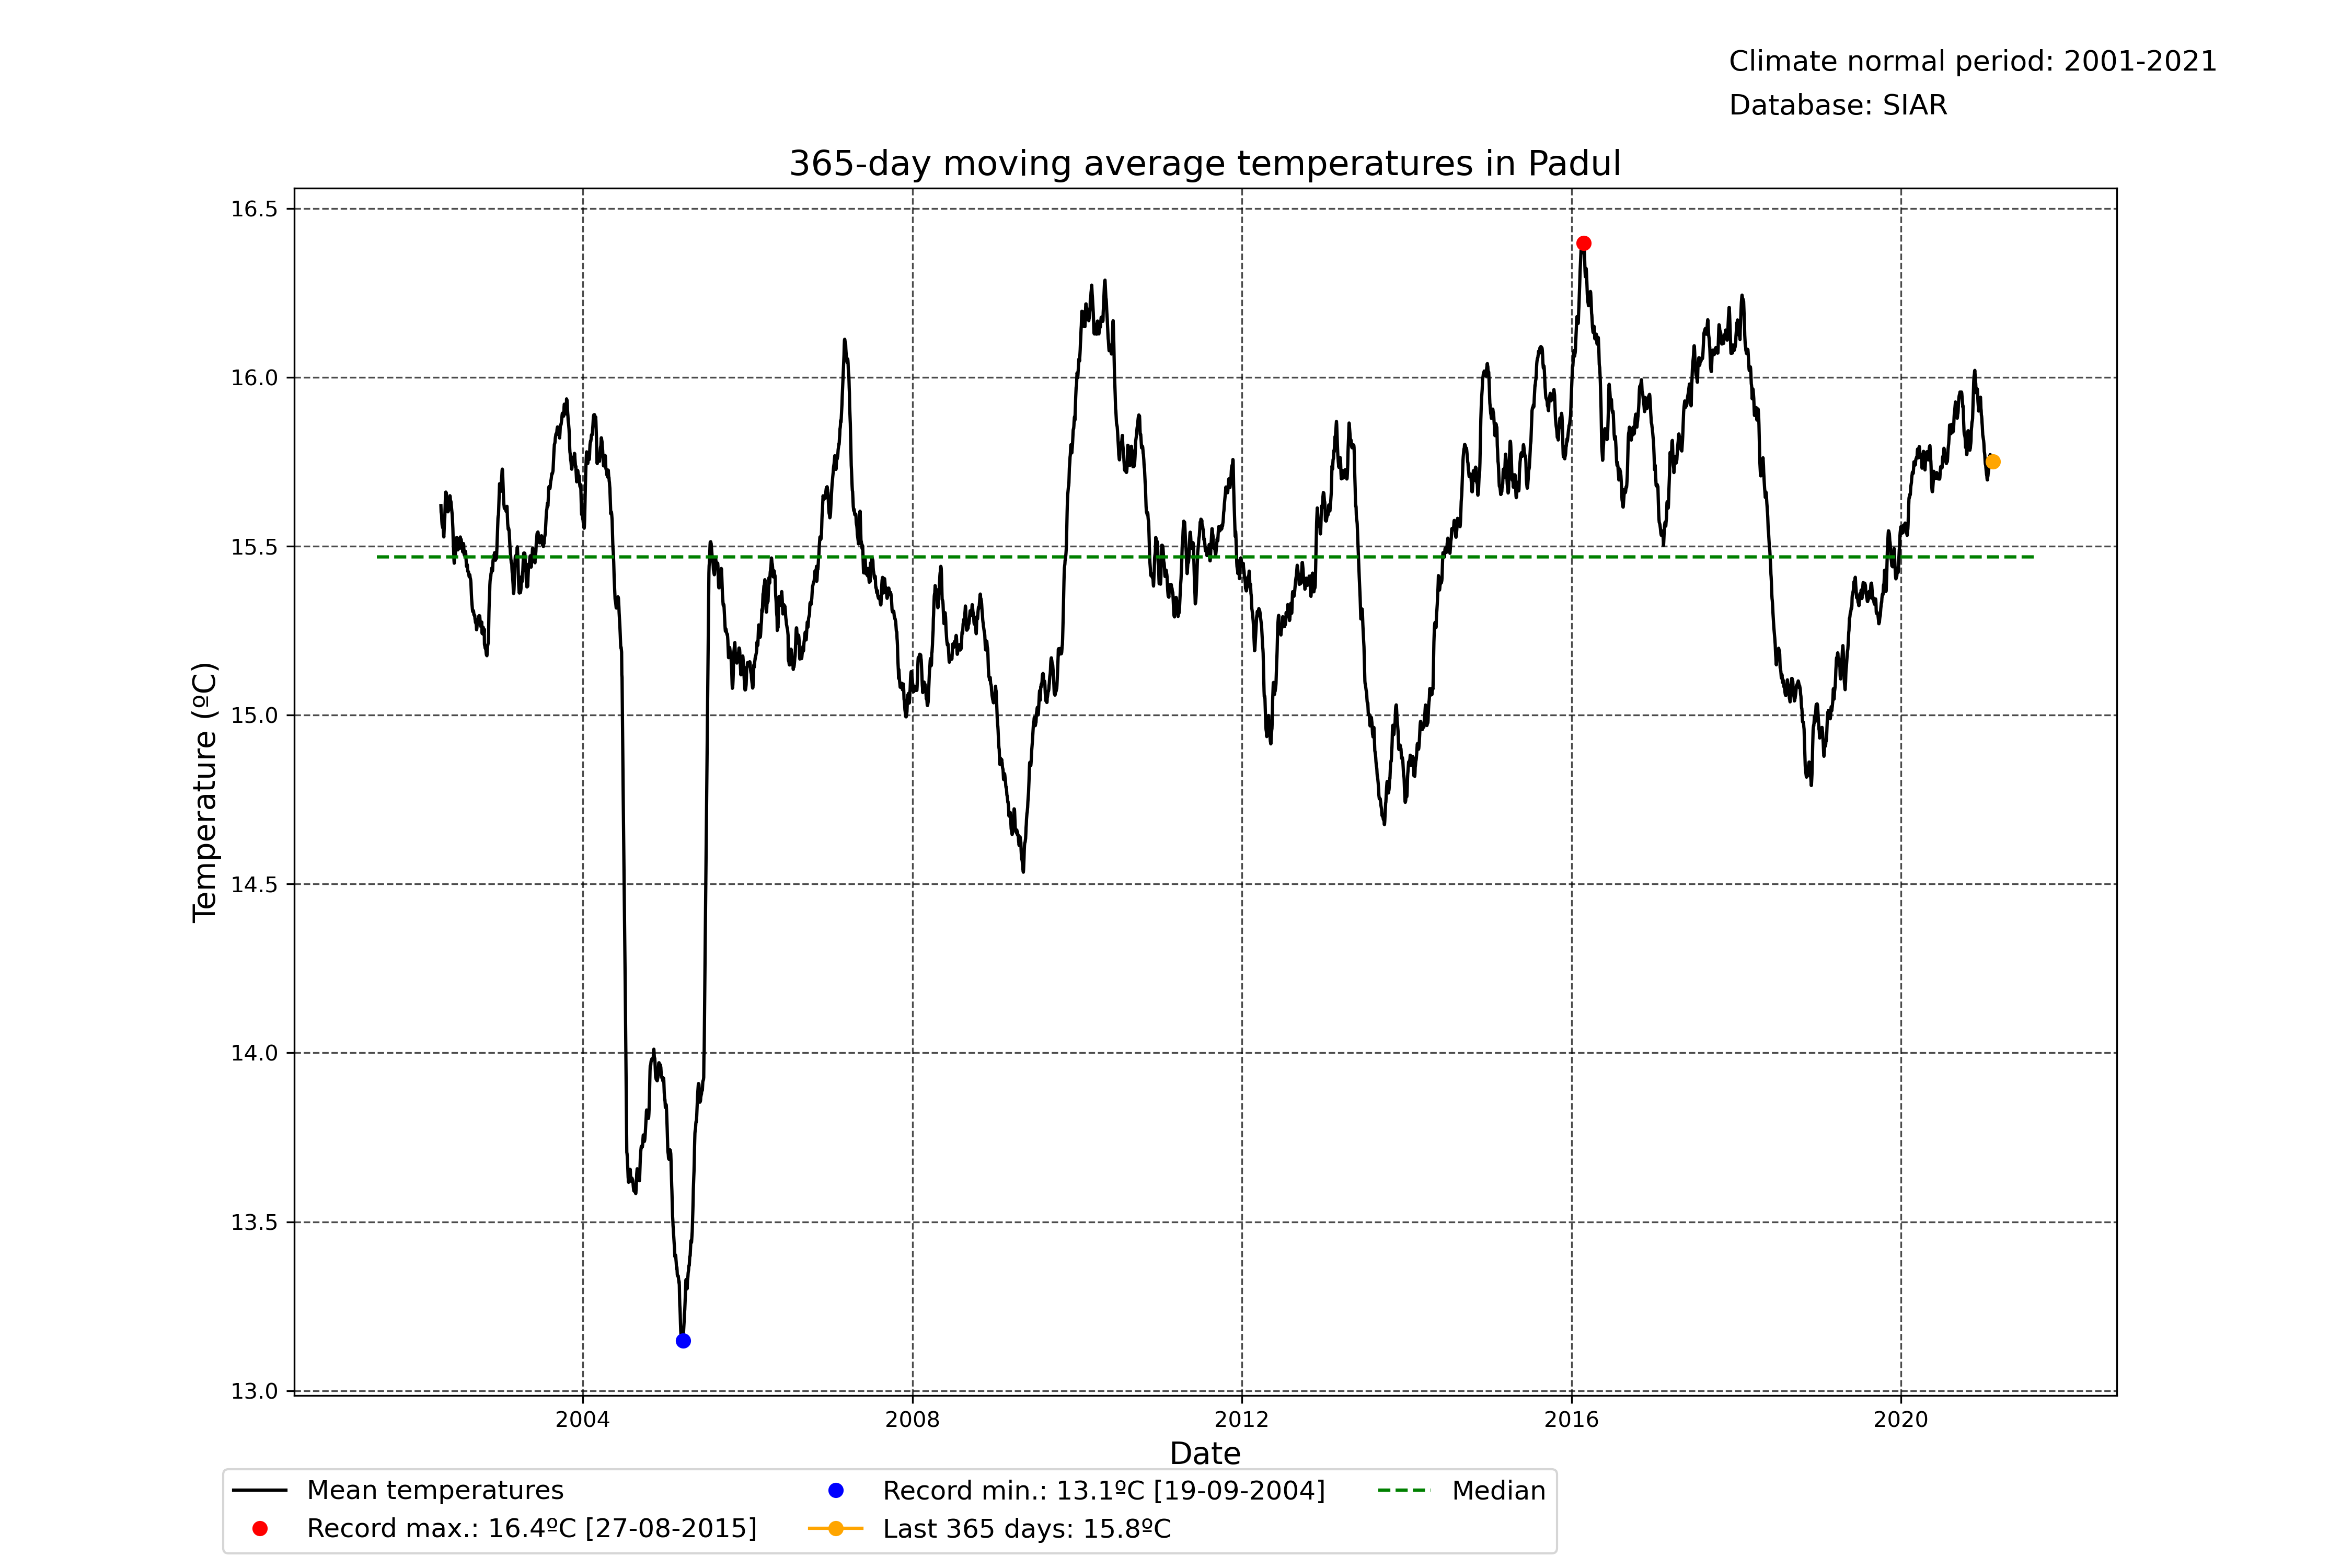 Climate normal period: 2001-2021
Database: SIAR
365-day moving average temperatures in Padul
16.5
16.0
15.5
15.0
14.5
14.0
13.5
13.0
Temperature (ºC)
2004 2008 2012 2016 2020
Date
Mean temperatures
Record max.: 16.4ºC [27-08-2015]
Record min.: 13.1ºC [19-09-2004]
Last 365 days: 15.8ºC
Median